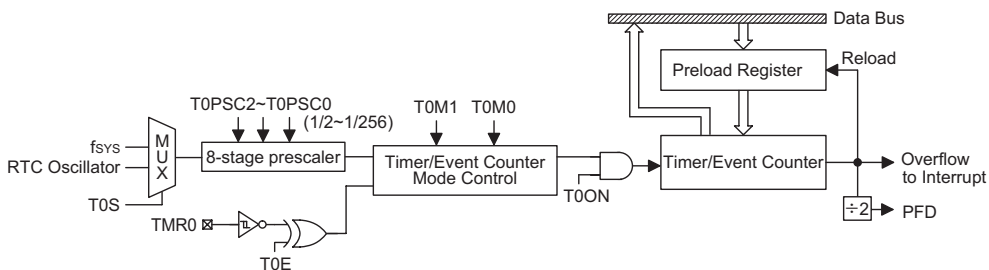 Data Bus
Preload Register
Reload
T0PSC2~T0PSC0
(1/2~1/256)
T0M1
T0M0
fSYS
RTC Oscillator
MUX
8-stage prescaler
Timer/Event Counter
Mode Control
Timer/Event Counter
Overflow
to Interrupt
T0S
T0ON
÷2
PFD
TMR0
T0E